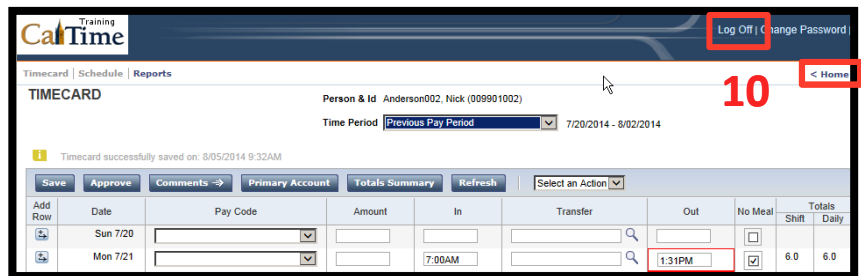 Training
CalTime
Log Off | Change Password |
Timecard | Schedule | Reports
< Home
10
TIMECARD
Person & Id Anderson002, Nick (009901002)
Time Period Previous Pay Period 7/20/2014 - 8/02/2014
Timecard successfully saved on: 8/05/2014 9:32AM
Save Approve Comments Primary Account Totals Summary Refresh Select an Action
Add Row Date Pay Code Amount In Transfer Out No Meal Totals Shift Daily
Sun 7/20
Mon 7/21 7:00AM 1:31PM 6.0 6.0